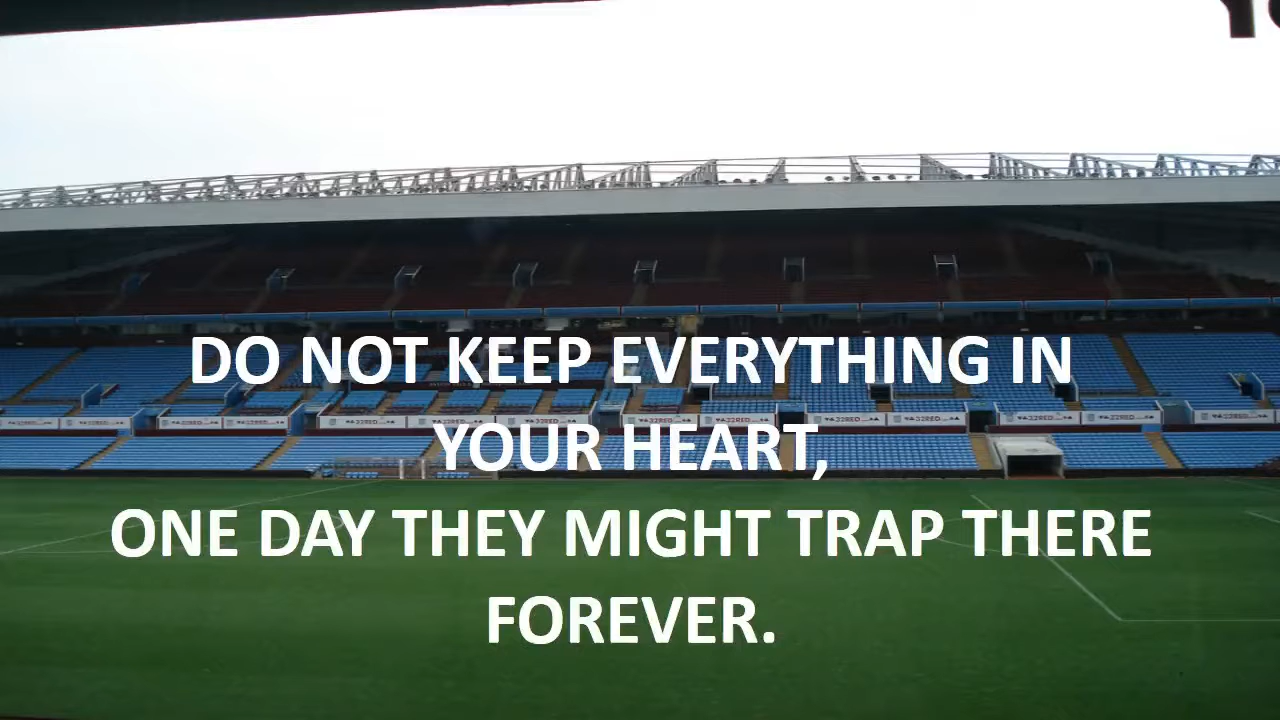 DO NOT KEEP EVERYTHING IN
YOUR HEART,
ONE DAY THEY MIGHT TRAP THERE
FOREVER.